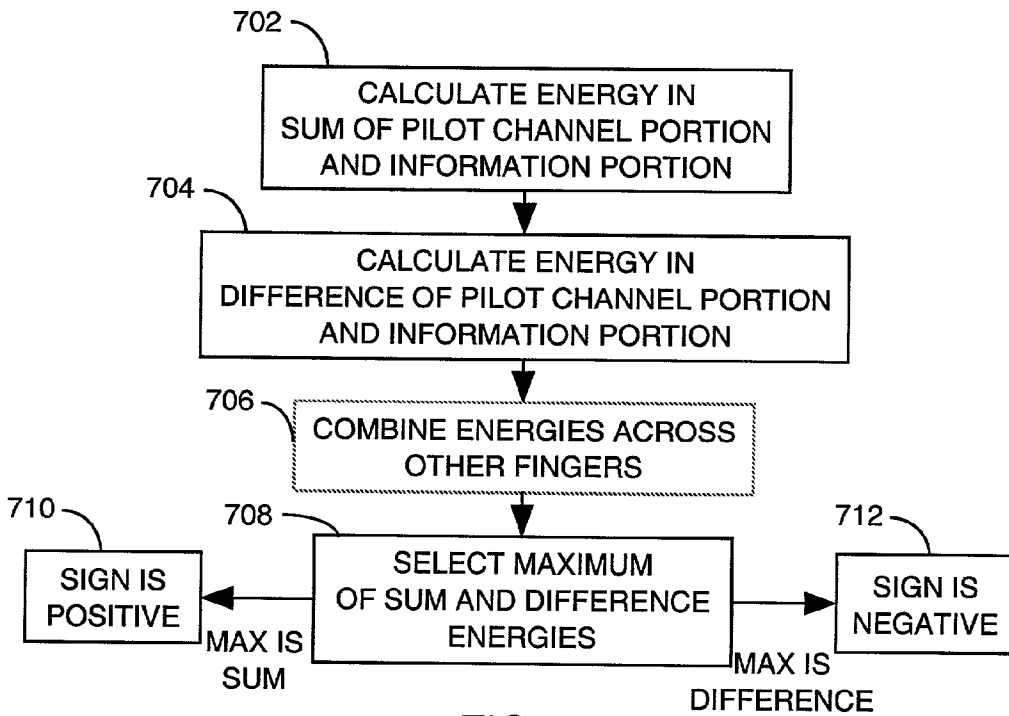 702
CALCULATE ENERGY IN
SUM OF PILOT CHANNEL PORTION
AND INFORMATION PORTION
704
CALCULATE ENERGY IN
DIFFERENCE OF PILOT CHANNEL PORTION
AND INFORMATION PORTION
706
COMBINE ENERGIES ACROSS
OTHER FINGERS
710
SIGN IS
POSITIVE
MAX IS
SUM
708
SELECT MAXIMUM
OF SUM AND DIFFERENCE
ENERGIES
712
SIGN IS
NEGATIVE
MAX IS
DIFFERENCE